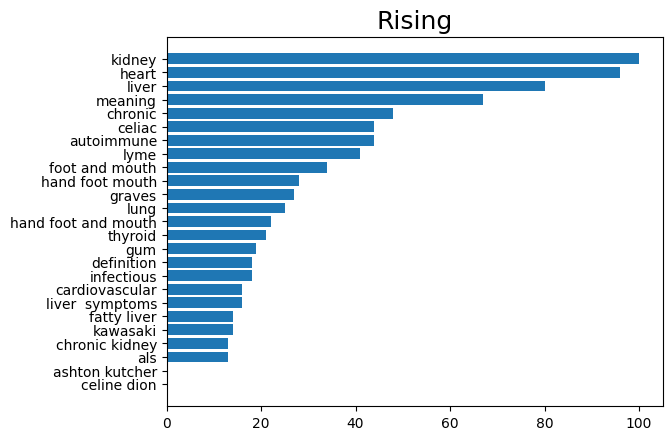 Rising
kidney
heart
liver
meaning
chronic
celiac
autoimmune
lyme
foot and mouth
hand foot mouth
graves
lung
hand foot and mouth
thyroid
gum
definition
infectious
cardiovascular
liver  symptoms
fatty liver
kawasaki
chronic kidney
als
ashton kutcher
celine dion
0 20 40 60 80 100